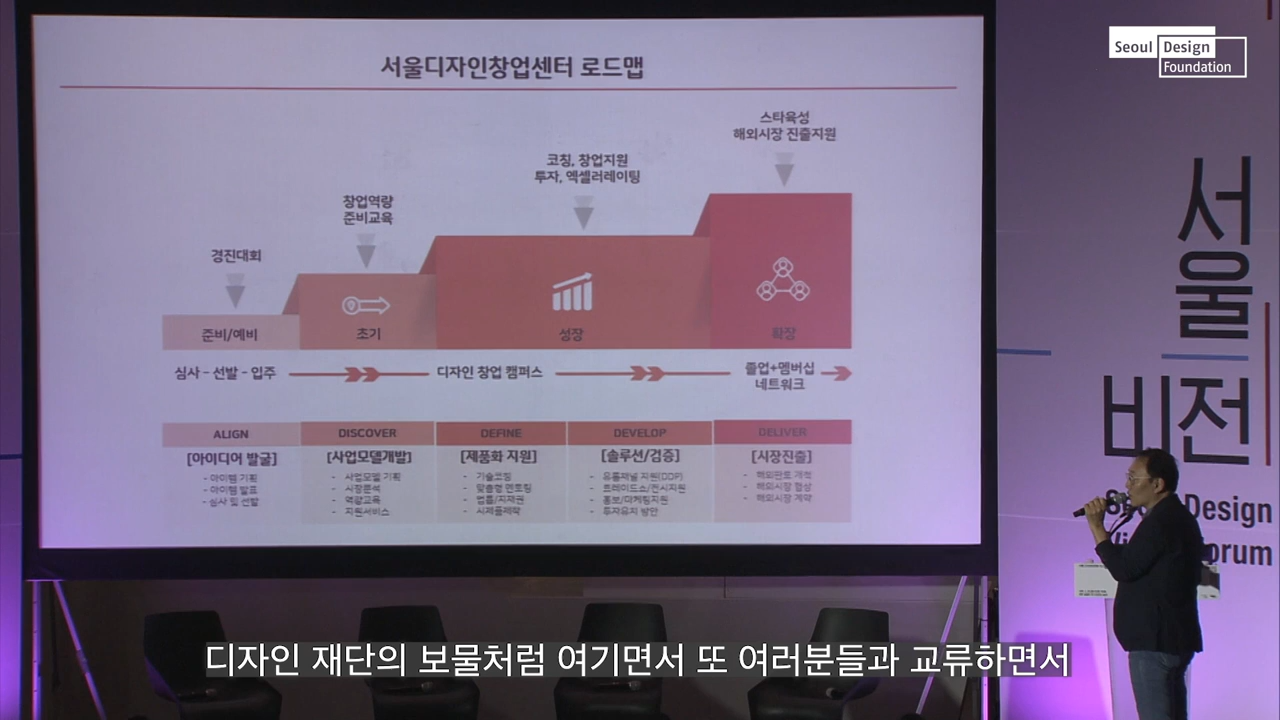 서울디자인창업센터 로드맵
스타육성
해외시장 진출지원
코칭, 창업지원
투자, 엑셀러레이팅
창업역량
준비교육
경진대회
준비/예비
초기
성장
확장
심사 – 선발 – 입주
디자인 창업 캠퍼스
졸업+멤버십
네트워크
ALIGN
[아이디어 발굴]
- 아이템 기획
- 아이템 발표
- 심사 및 선발
DISCOVER
[사업모델개발]
- 사업모델 기획
- 시장분석
- 역량교육
- 지원서비스
DEFINE
[제품화 지원]
- 기술코칭
- 맞춤형 멘토링
- 법률/지재권
- 시제품제작
DEVELOP
[솔루션/검증]
- 유통채널 지원(DDP)
- 트레이드쇼/전시지원
- 홍보/마케팅지원
- 투자유치 방안
DELIVER
[시장진출]
- 해외판로 개척
- 해외시장 협상
- 해외시장 계약
Seoul Design
Foundation
서울
비전
Design
디자인 재단의 보물처럼 여기면서 또 여러분들과 교류하면서